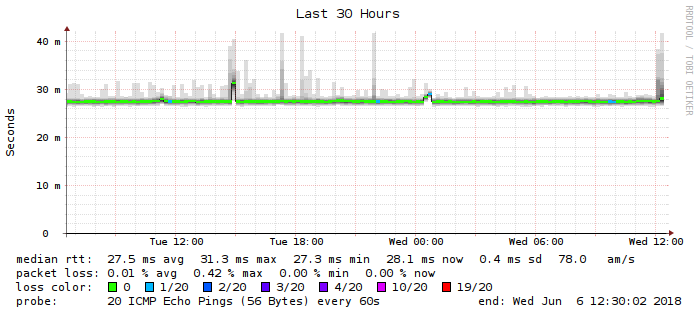 Last 30 Hours
RRDTOOL / TOBI OETIKER
Seconds
40 m
30 m
20 m
10 m
0
Tue 12:00 Tue 18:00 Wed 00:00 Wed 06:00 Wed 12:00
median rtt: 27.5 ms avg 31.3 ms max 27.3 ms min 28.1 ms now 0.4 ms sd 78.0 am/s
packet loss: 0.01 % avg 0.42 % max 0.00 % min 0.00 % now
loss color: 0 1/20 2/20 3/20 4/20 10/20 19/20
probe: 20 ICMP Echo Pings (56 Bytes) every 60s end: Wed Jun 6 12:30:02 2018